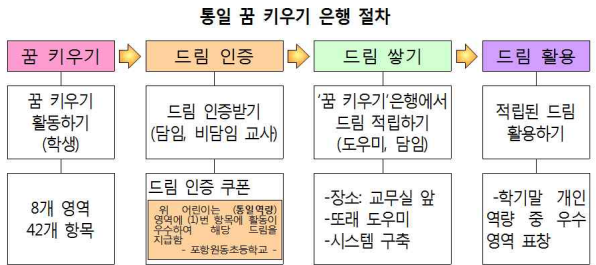 통일 꿈 키우기 은행 절차
꿈 키우기
드림 인증
드림 쌓기
드림 활용
꿈 키우기
활동하기
(학생)
드림 인증받기
(담임, 비담임 교사)
'꿈 키우기'은행에서
드림 적립하기
(도우미, 담임)
적립된 드림
활용하기
8개 영역
42개 항목
드림 인증 쿠폰
위 어린이는 (통일역량)
영역에 (1)번 항목에 활동이
우수하여 해당 드림을
지급함
- 포항원동초등학교 -
-장소: 교무실 앞
-또래 도우미
-시스템 구축
-학기말 개인
역량 중 우수
영역 표창